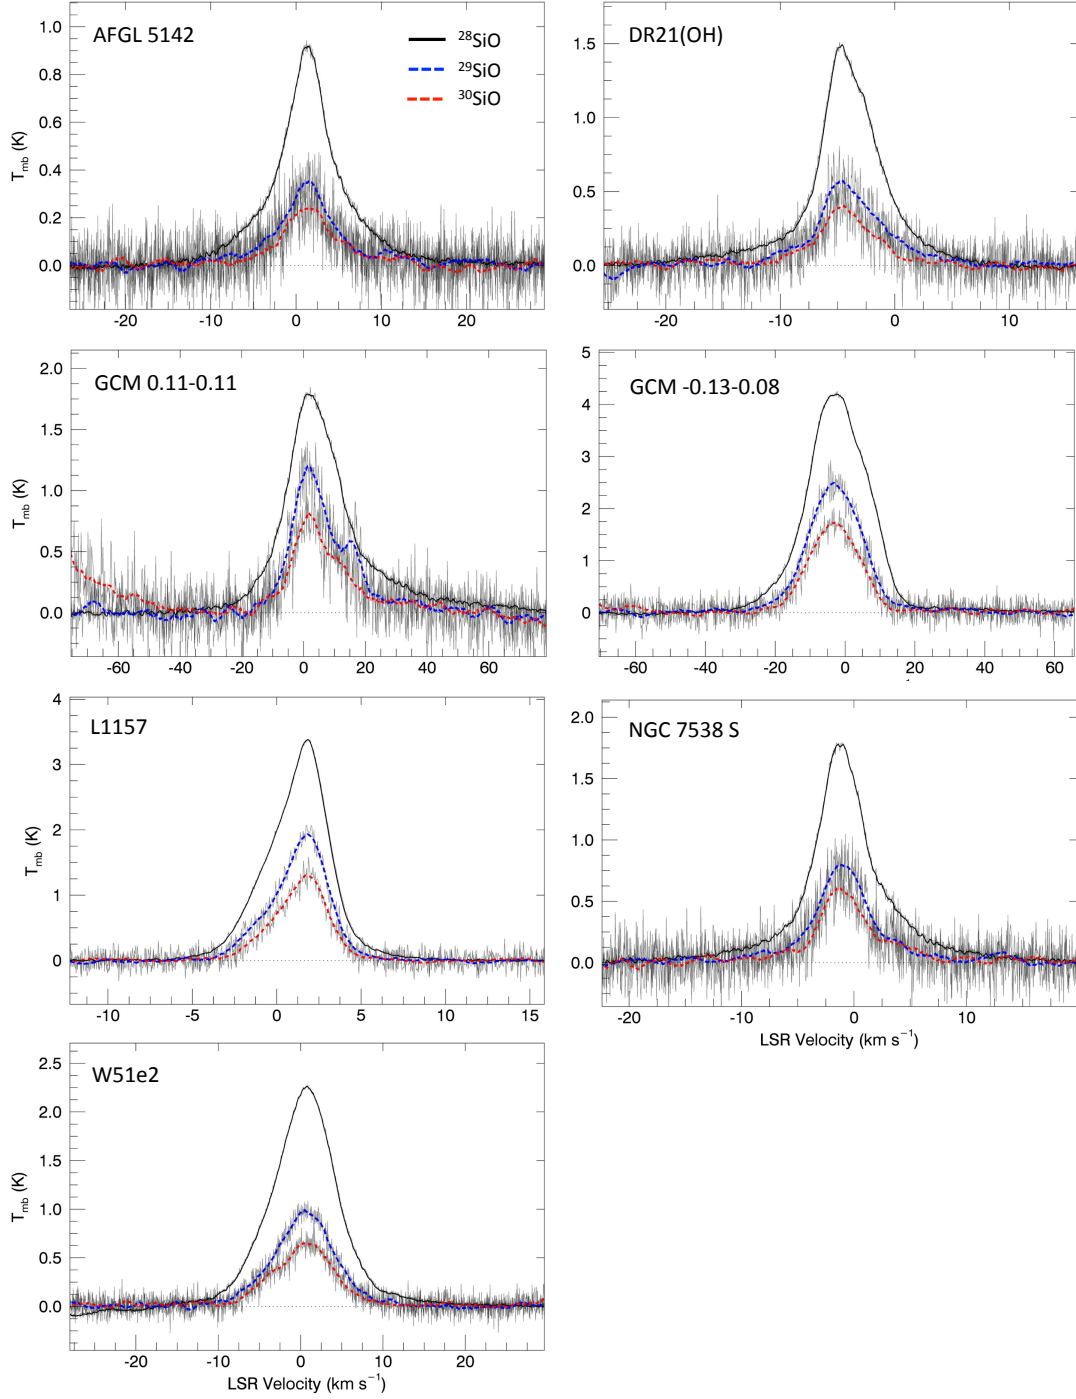 AFGL 5142
²⁸SiO
²⁹SiO
³⁰SiO
T_mb (K)
1.0
0.8
0.6
0.4
0.2
0.0
-20 -10 0 10 20
DR21(OH)
1.5
1.0
0.5
0.0
-20 -10 0 10
GCM 0.11-0.11
T_mb (K)
2.0
1.5
1.0
0.5
0.0
-60 -40 -20 0 20 40 60
GCM -0.13-0.08
5
4
3
2
1
0
-60 -40 -20 0 20 40 60
L1157
T_mb (K)
4
3
2
1
0
-10 -5 0 5 10 15
NGC 7538 S
2.0
1.5
1.0
0.5
0.0
-20 -10 0 10
LSR Velocity (km s⁻¹)
W51e2
T_mb (K)
2.5
2.0
1.5
1.0
0.5
0.0
-20 -10 0 10 20
LSR Velocity (km s⁻¹)